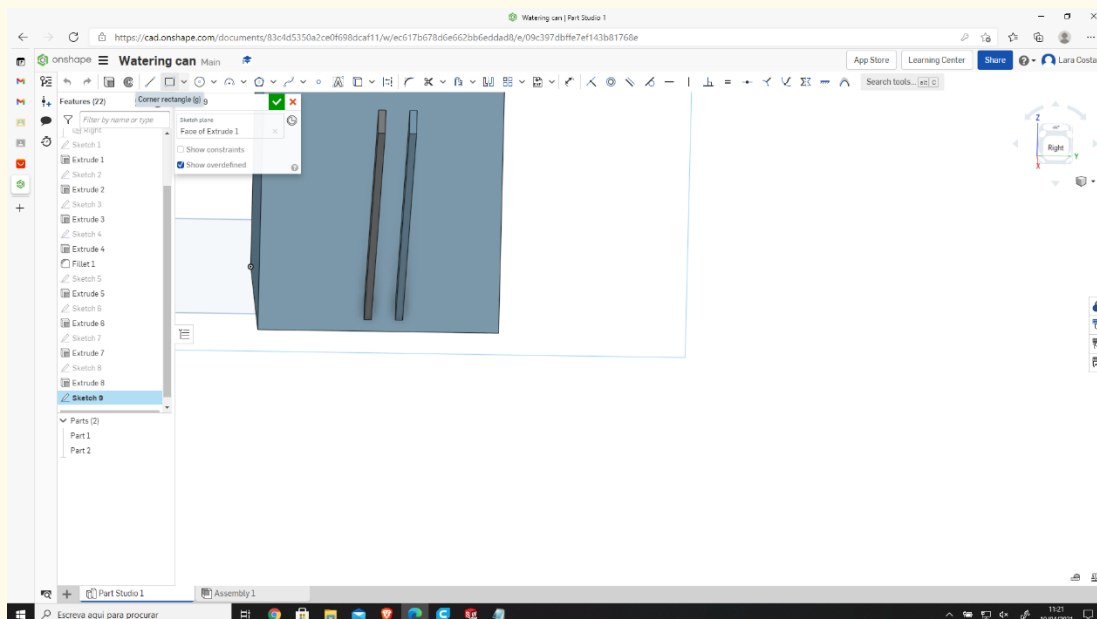 Watering can | Part Studio 1
https://cad.onshape.com/documents/83c4d5350a2ce0f698dcaf11/w/ec617b678d6e662bb6eddad8/e/09c397dbffe7ef143b81768e
onshape Watering can Main
App Store Learning Center Share Lara Costa
Search tools... alt C
Features (22) Corner rectangle (g) 9
Filter by name or type
Sketch plane
Face of Extrude 1
Show constraints
Show overdefined
Right
Sketch 1
Extrude 1
Sketch 2
Extrude 2
Sketch 3
Extrude 3
Sketch 4
Extrude 4
Fillet 1
Sketch 5
Extrude 5
Sketch 6
Extrude 6
Sketch 7
Extrude 7
Sketch 8
Extrude 8
Sketch 9
Parts (2)
Part 1
Part 2
Z
Right
Y
X
Part Studio 1
Assembly 1
Escreva aqui para procurar
11:21